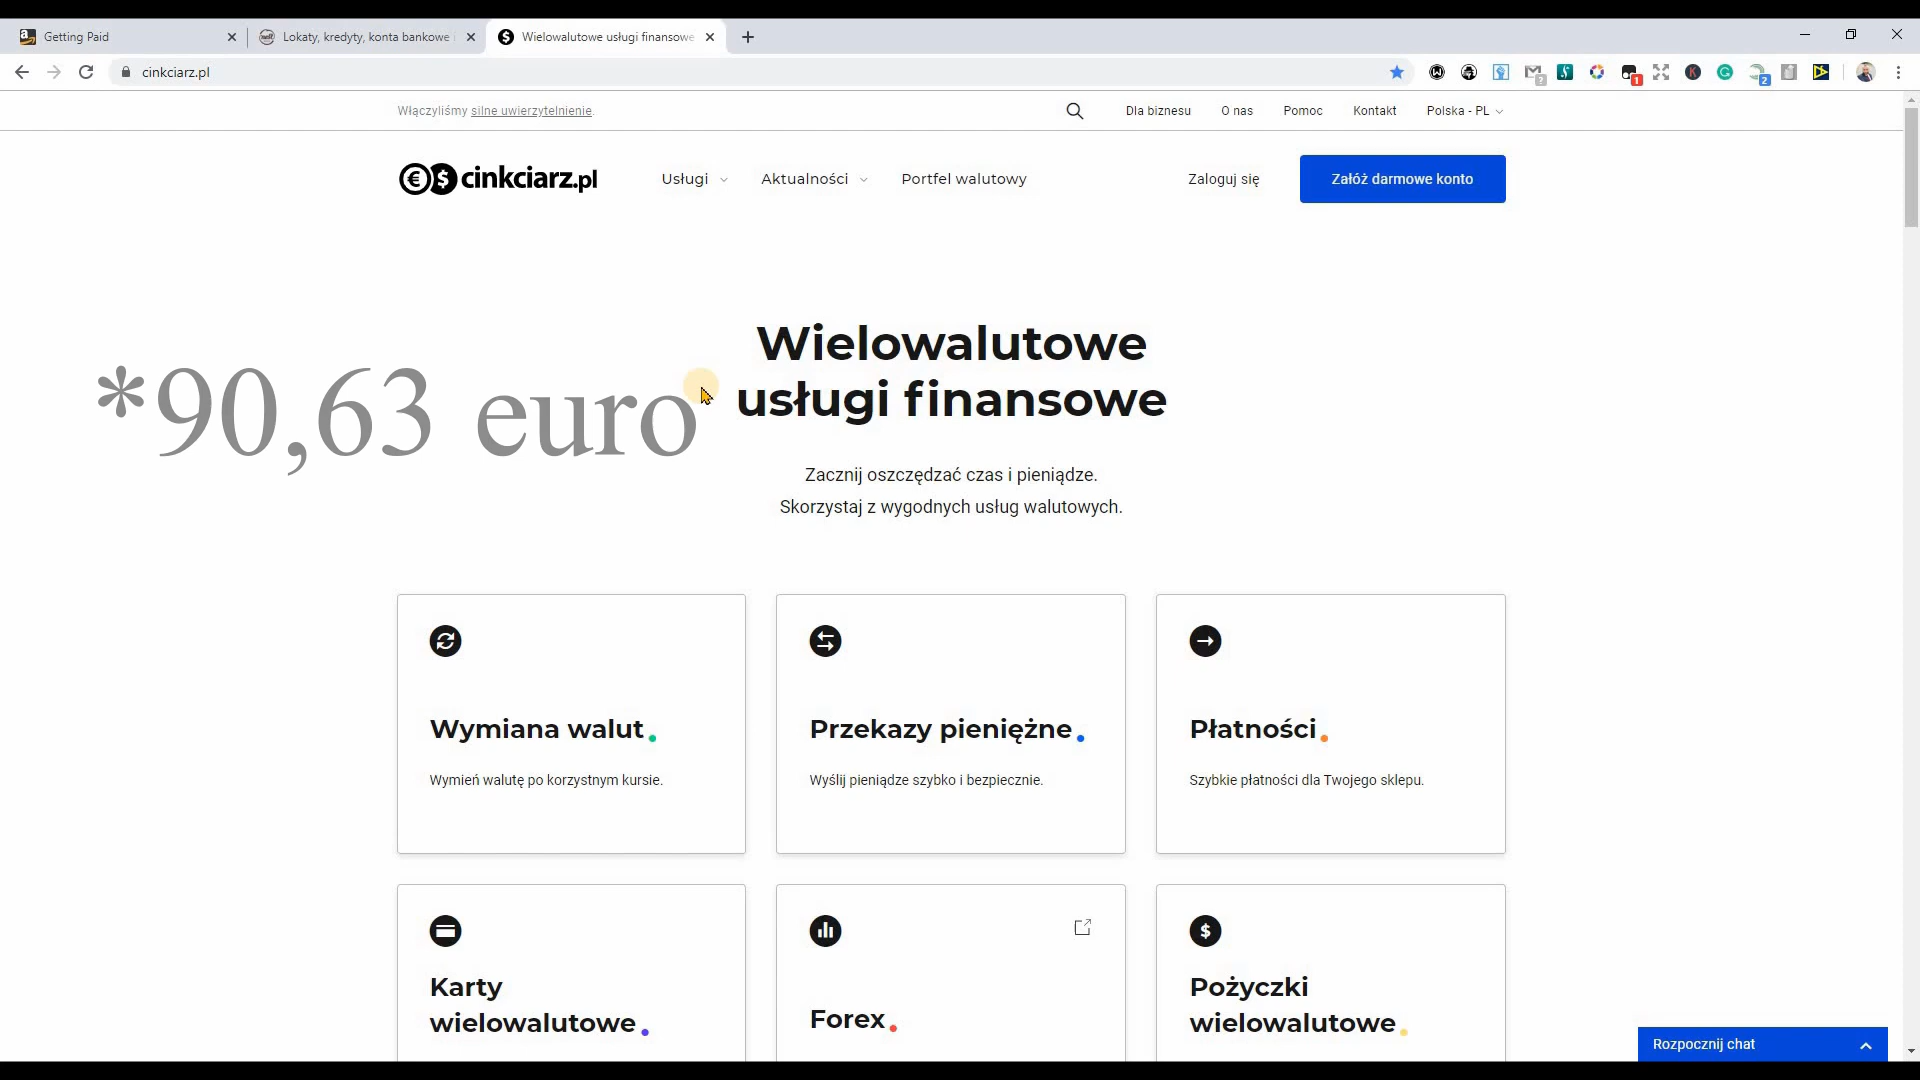 Getting Paid
Lokaty, kredyty, konta bankowe i
Wielowalutowe usługi finansowe
cinkciarz.pl
Włączyliśmy silne uwierzytelnienie.
Dla biznesu
O nas
Pomoc
Kontakt
Polska - PL
cinkciarz.pl
Usługi
Aktualności
Portfel walutowy
Zaloguj się
Załóż darmowe konto
Wielowalutowe
usługi finansowe
*90,63 euro
Zacznij oszczędzać czas i pieniądze.
Skorzystaj z wygodnych usług walutowych.
Wymiana walut.
Wymień walutę po korzystnym kursie.
Przekazy pieniężne.
Wyślij pieniądze szybko i bezpiecznie.
Płatności.
Szybkie płatności dla Twojego sklepu.
Karty
wielowalutowe.
Forex.
Pożyczki
wielowalutowe.
Rozpocznij chat